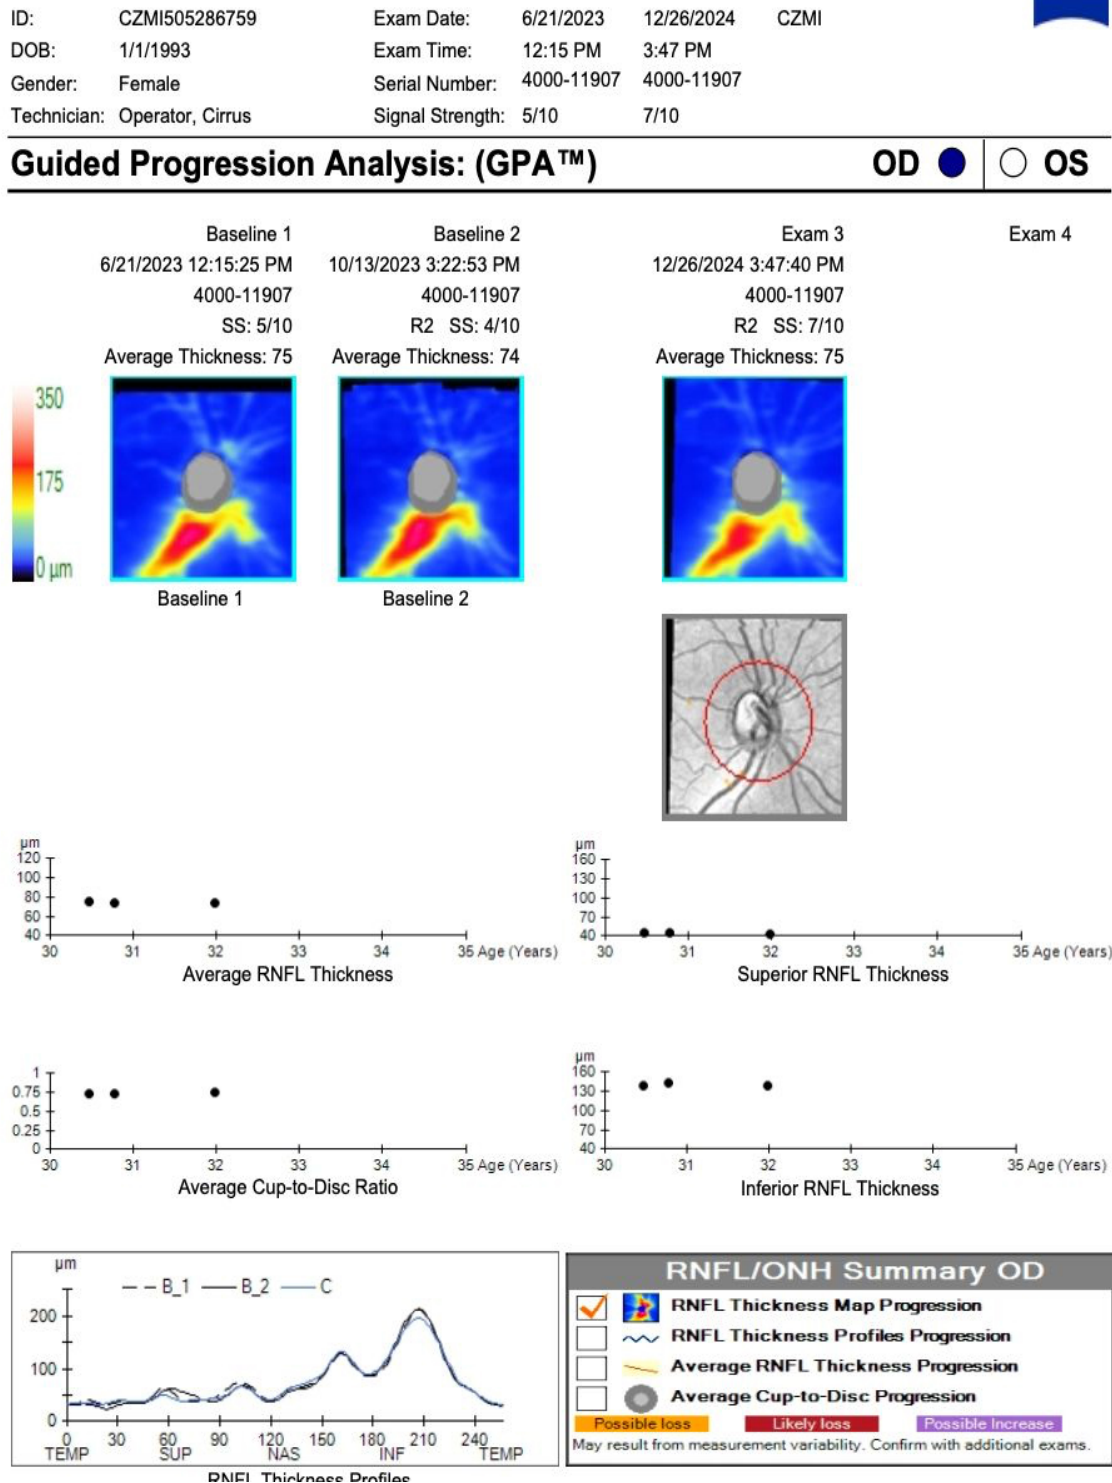 ID: CZMI505286759 Exam Date: 6/21/2023 12/26/2024 CZMI
DOB: 1/1/1993 Exam Time: 12:15 PM 3:47 PM
Gender: Female Serial Number: 4000-11907 4000-11907
Technician: Operator, Cirrus Signal Strength: 5/10 7/10
Guided Progression Analysis: (GPA™) OD OS
Baseline 1 Baseline 2 Exam 3 Exam 4
6/21/2023 12:15:25 PM 10/13/2023 3:22:53 PM 12/26/2024 3:47:40 PM
4000-11907 4000-11907 4000-11907
SS: 5/10 R2 SS: 4/10 R2 SS: 7/10
Average Thickness: 75 Average Thickness: 74 Average Thickness: 75
350
175
0 µm
Baseline 1 Baseline 2
µm
120
100
80
60
40
30 31 32 33 34 35 Age (Years)
Average RNFL Thickness
µm
160
130
100
70
40
30 31 32 33 34 35 Age (Years)
Superior RNFL Thickness
1
0.75
0.5
0.25
0
30 31 32 33 34 35 Age (Years)
Average Cup-to-Disc Ratio
µm
160
130
100
70
40
30 31 32 33 34 35 Age (Years)
Inferior RNFL Thickness
µm
B_1 B_2 C
200
100
0
0 30 60 90 120 150 180 210 240
TEMP SUP NAS INF TEMP
RNFL Thickness Profiles
RNFL/ONH Summary OD
RNFL Thickness Map Progression
RNFL Thickness Profiles Progression
Average RNFL Thickness Progression
Average Cup-to-Disc Progression
Possible loss Likely loss Possible Increase
May result from measurement variability. Confirm with additional exams.